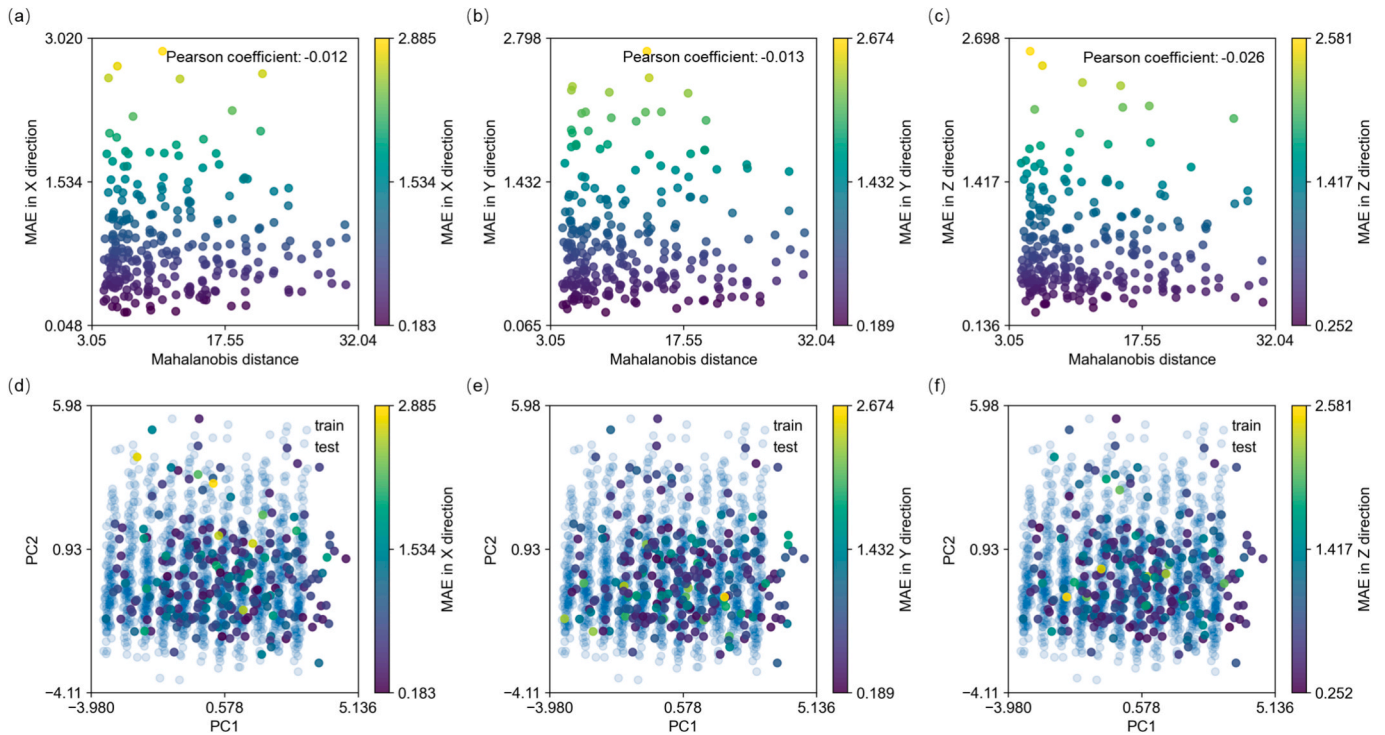 (a)
3.020
Pearson coefficient: -0.012
MAE in X direction
1.534
0.048
3.05
17.55
32.04
Mahalanobis distance
2.885
1.534
0.183
MAE in X direction
(b)
2.798
Pearson coefficient: -0.013
MAE in Y direction
1.432
0.065
3.05
17.55
32.04
Mahalanobis distance
2.674
1.432
0.189
MAE in Y direction
(c)
2.698
Pearson coefficient: -0.026
MAE in Z direction
1.417
0.136
3.05
17.55
32.04
Mahalanobis distance
2.581
1.417
0.252
MAE in Z direction
(d)
5.98
train
test
PC2
0.93
−4.11
−3.980
0.578
5.136
PC1
2.885
1.534
0.183
MAE in X direction
(e)
5.98
train
test
PC2
0.93
−4.11
−3.980
0.578
5.136
PC1
2.674
1.432
0.189
MAE in Y direction
(f)
5.98
train
test
PC2
0.93
−4.11
−3.980
0.578
5.136
PC1
2.581
1.417
0.252
MAE in Z direction